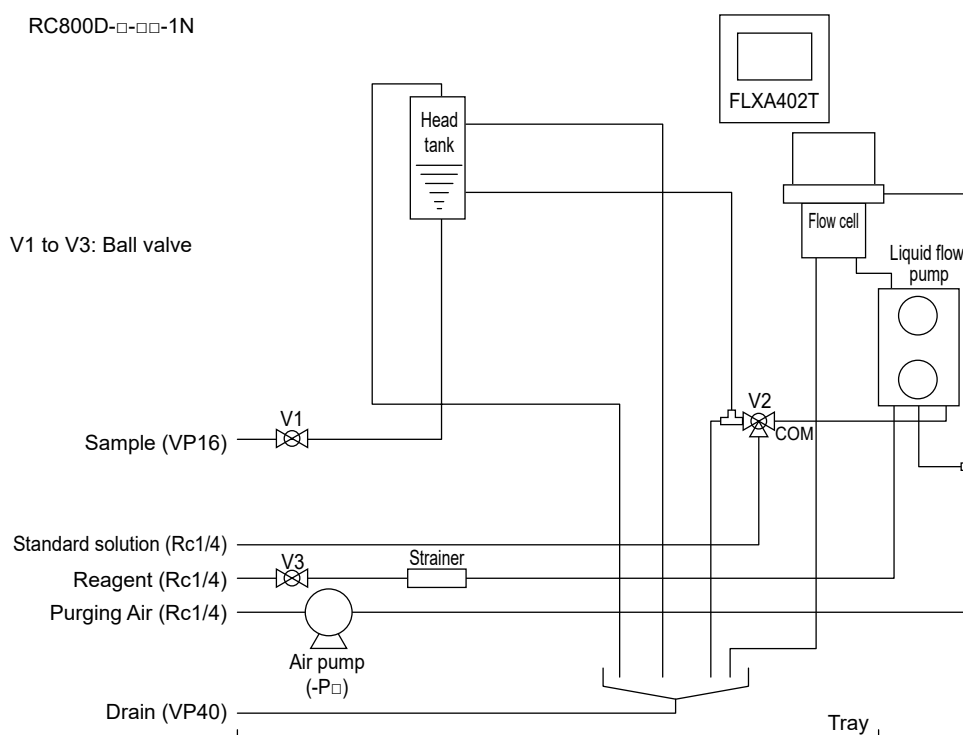 RC800D-□-□□-1N
FLXA402T
Head
tank
Flow cell
V1 to V3: Ball valve
Liquid flow
pump
V1
V2
Sample (VP16)
COM
Standard solution (Rc1/4)
V3
Strainer
Reagent (Rc1/4)
Purging Air (Rc1/4)
Air pump
(-P□)
Drain (VP40)
Tray